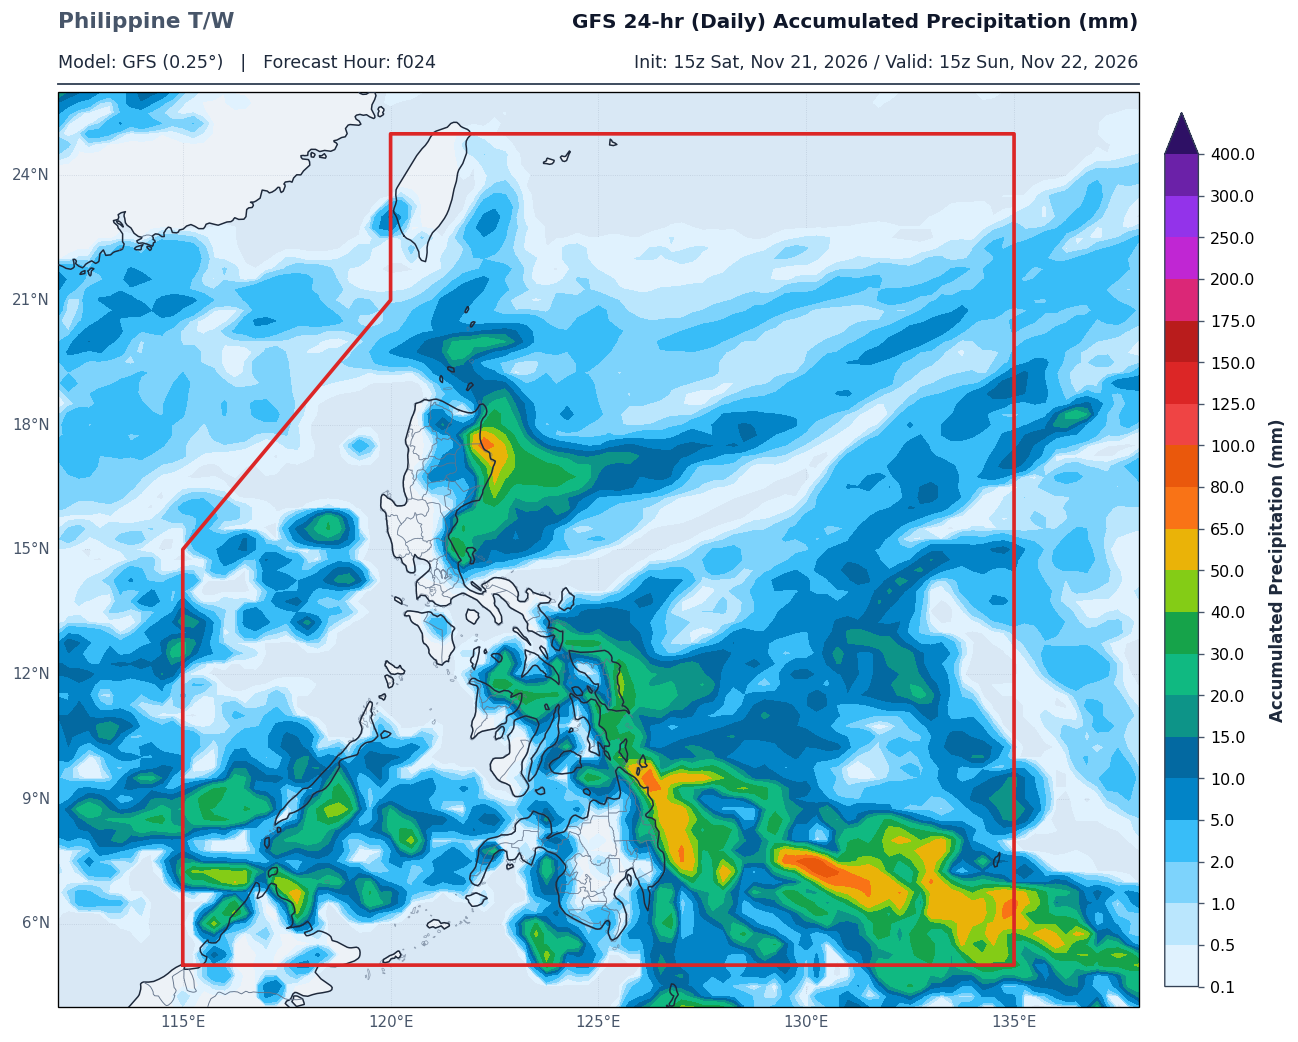 Philippine T/W
GFS 24-hr (Daily) Accumulated Precipitation (mm)
Model: GFS (0.25°) | Forecast Hour: f024
Init: 15z Sat, Nov 21, 2026 / Valid: 15z Sun, Nov 22, 2026
24°N
21°N
18°N
15°N
12°N
9°N
6°N
115°E
120°E
125°E
130°E
135°E
400.0
300.0
250.0
200.0
175.0
150.0
125.0
100.0
80.0
65.0
50.0
40.0
30.0
20.0
15.0
10.0
5.0
2.0
1.0
0.5
0.1
Accumulated Precipitation (mm)